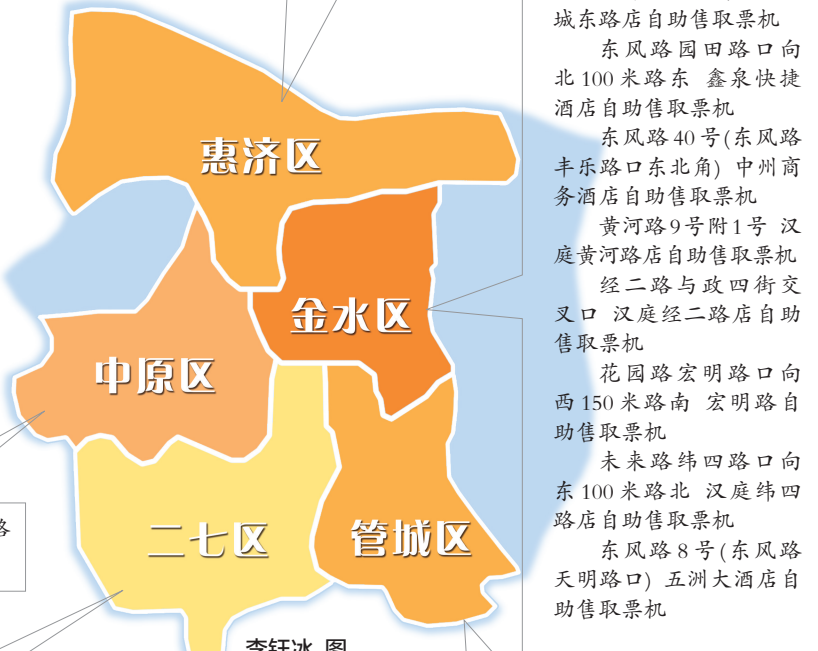 惠济区
金水区
中原区
二七区
管城区
路
李钰冰 图
城东路店自助售取票机
东风路园田路口向
北100米路东 鑫泉快捷
酒店自助售取票机
东风路40号(东风路
丰乐路口东北角) 中州商
务酒店自助售取票机
黄河路9号附1号 汉
庭黄河路店自助售取票机
经二路与政四街交
叉口 汉庭经二路店自助
售取票机
花园路宏明路口向
西150米路南 宏明路自
助售取票机
未来路纬四路口向
东100米路北 汉庭纬四
路店自助售取票机
东风路8号(东风路
天明路口) 五洲大酒店自
助售取票机